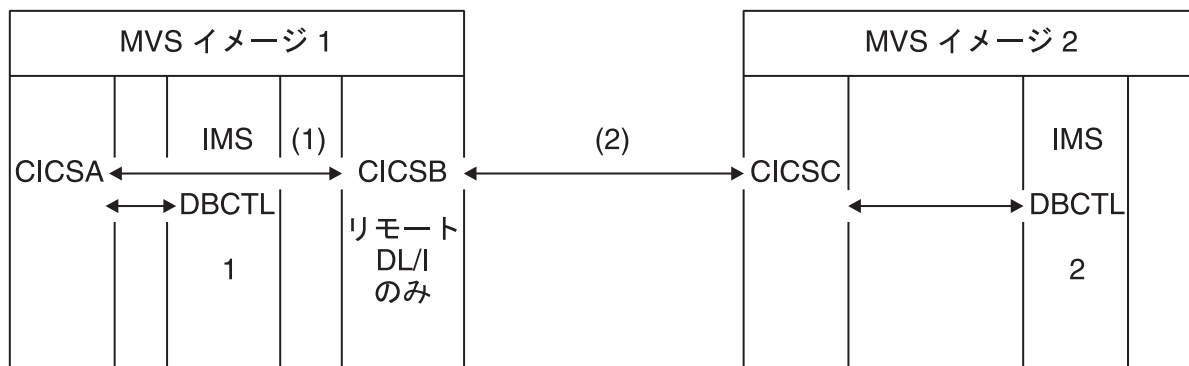 MVS イメージ 1
MVS イメージ 2
IMS
(1)
(2)
IMS
CICSA
CICSB
CICSC
DBCTL
DBCTL
リモート
DL/I
のみ
1
2